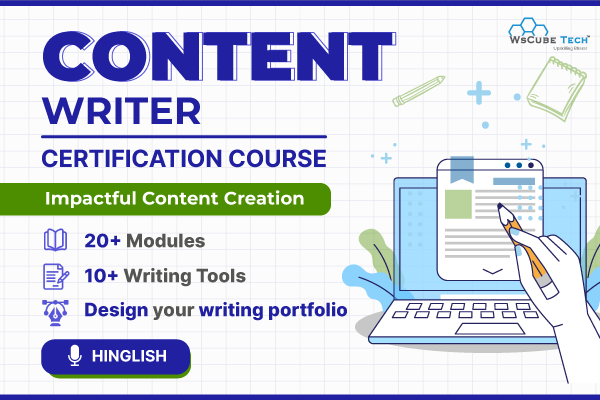 WsCube Tech™
Upskilling Bharat
CONTENT
WRITER
CERTIFICATION COURSE
Impactful Content Creation
20+ Modules
10+ Writing Tools
Design your writing portfolio
HINGLISH